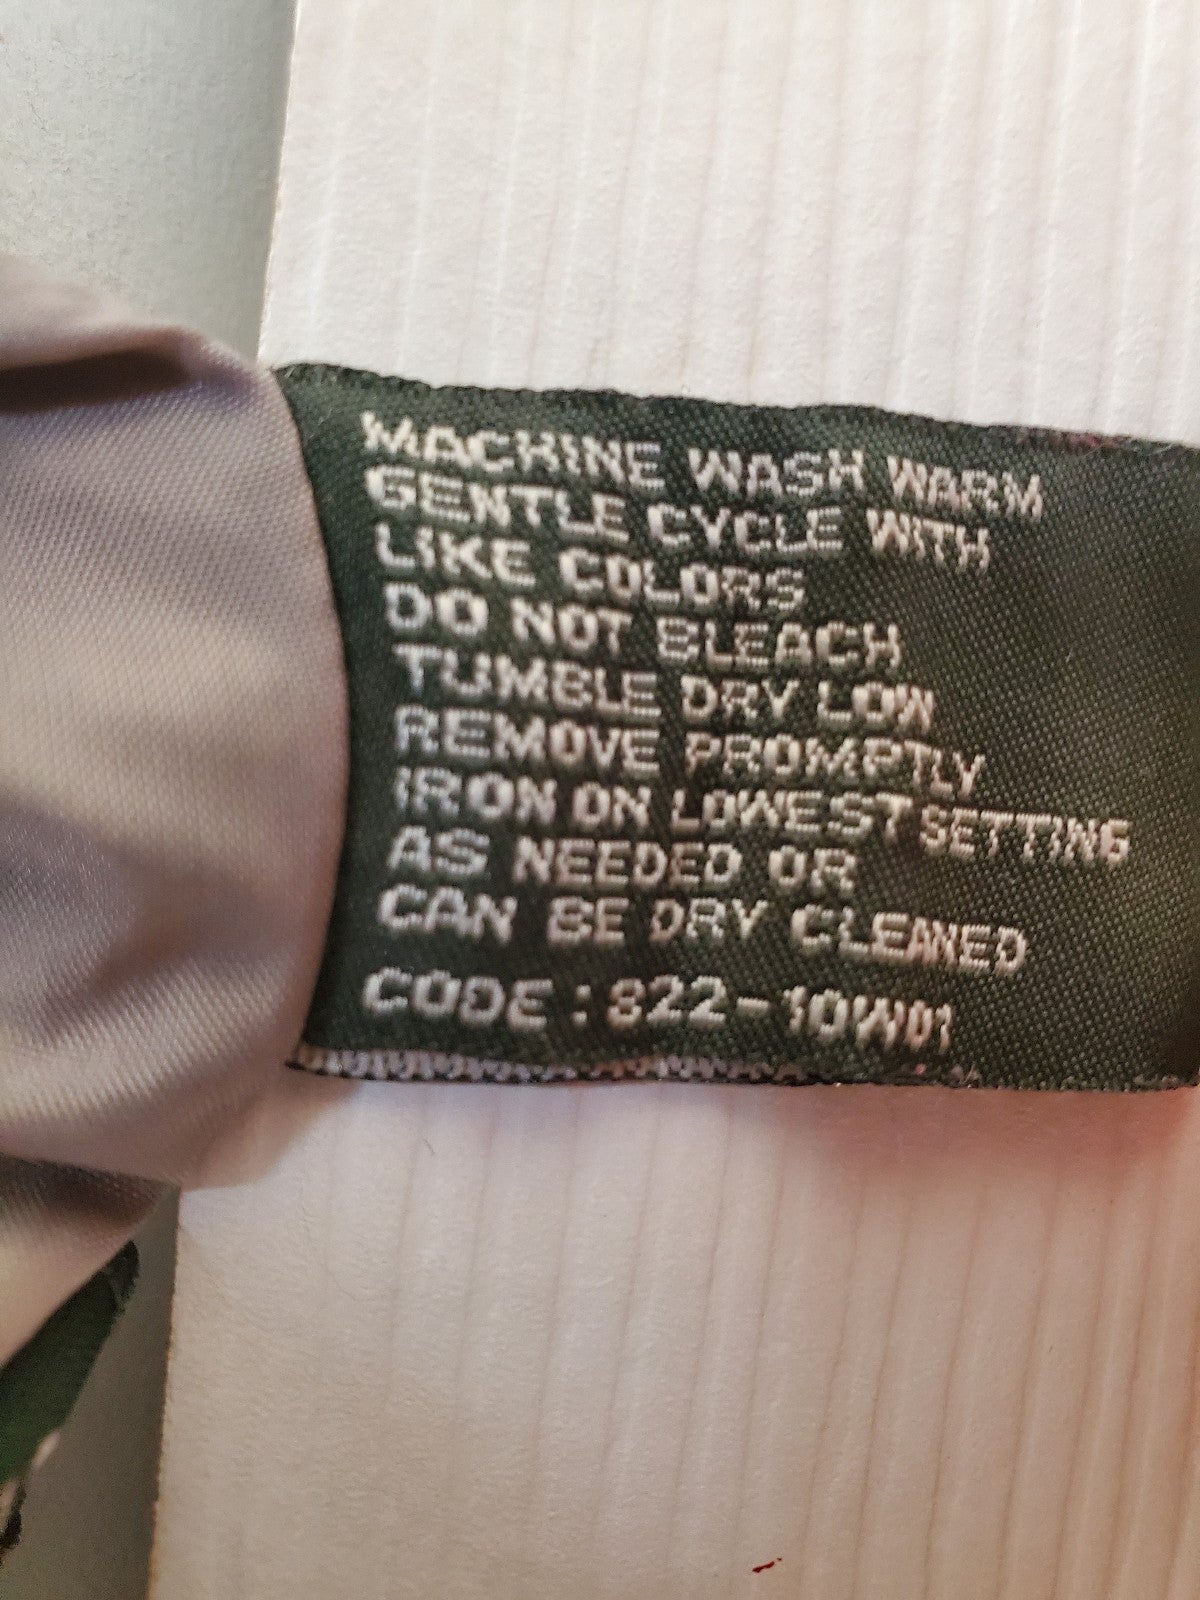 MACHINE WASH WARM
GENTLE CYCLE WITH
LIKE COLORS
DO NOT BLEACH
TUMBLE DRY LOW
REMOVE PROMPTLY
IRON ON LOWEST SETTING
AS NEEDED OR
CAN BE DRY CLEANED
CODE : 822-10W01